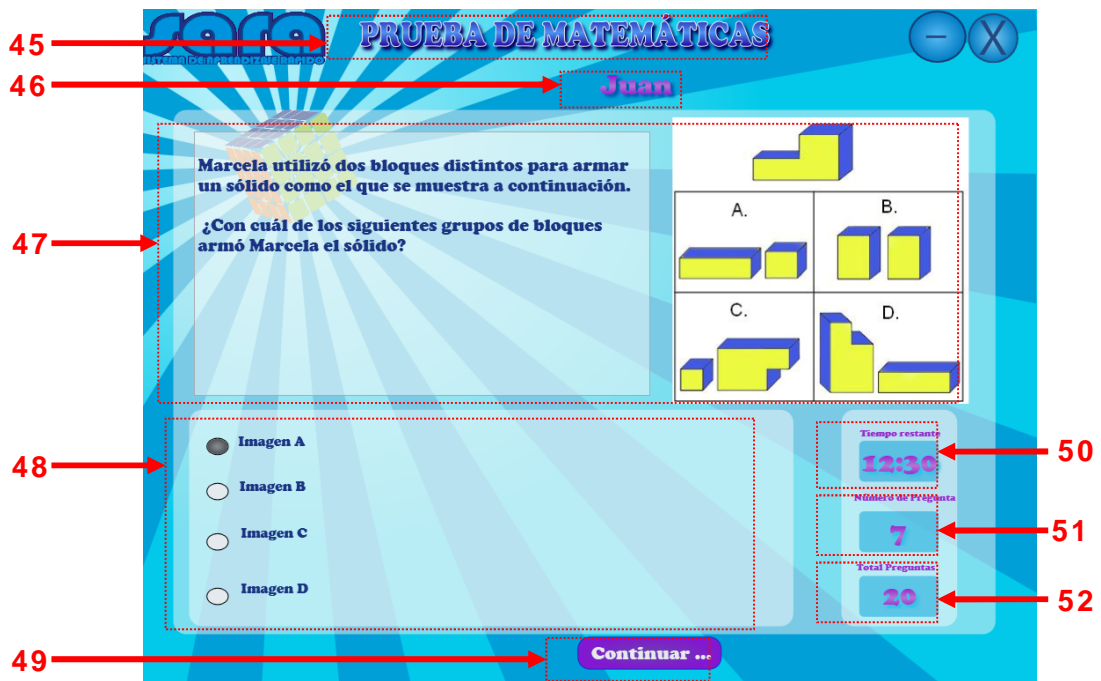 sara
SISTEMA DE APRENDIZAJE RÁPIDO
PRUEBA DE MATEMÁTICAS
–
X
45
46
Juan
47
Marcela utilizó dos bloques distintos para armar
un sólido como el que se muestra a continuación.
¿Con cuál de los siguientes grupos de bloques
armó Marcela el sólido?
A.
B.
C.
D.
48
Imagen A
Imagen B
Imagen C
Imagen D
Tiempo restante
12:30
50
Número de Pregunta
7
51
Total Preguntas
20
52
49
Continuar ...